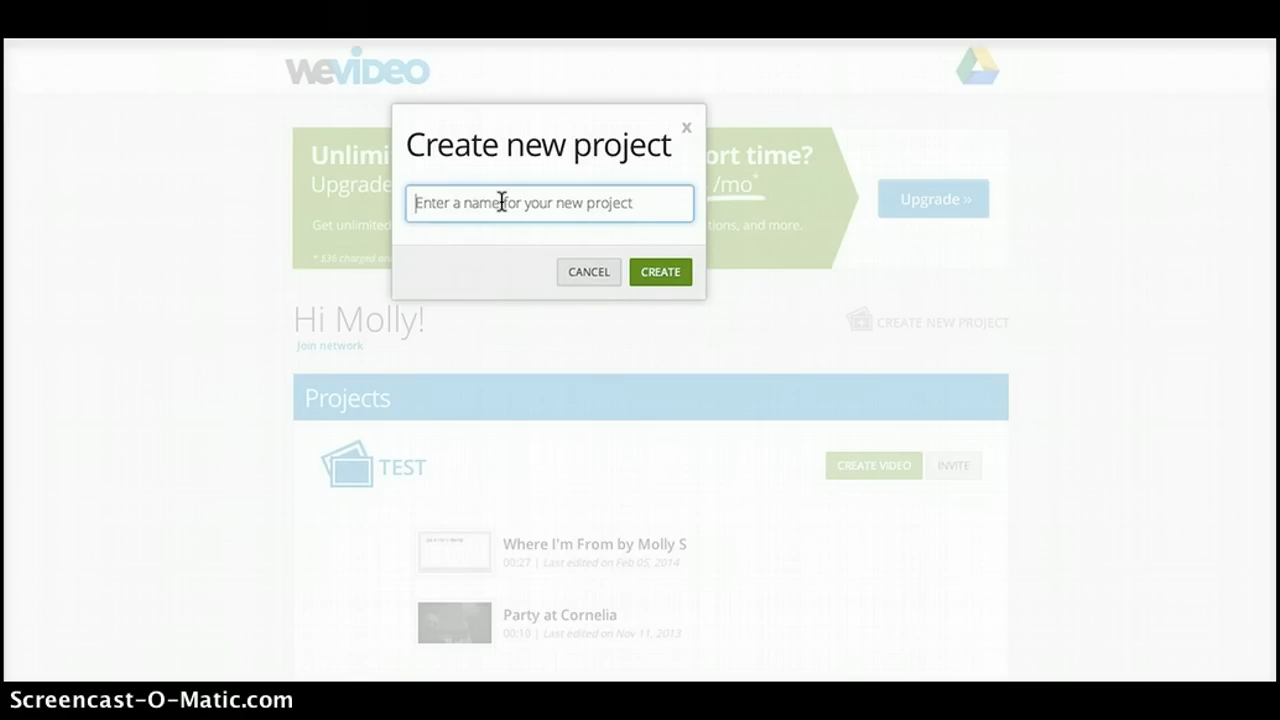 WEVIDEO
Create new project
x
Enter a name for your new project
CANCEL
CREATE
Unlimi ort time?
Upgrade /mo*
Get unlimited tions, and more.
* $36 charged an
Upgrade »
Hi Molly!
Join network
CREATE NEW PROJECT
Projects
TEST
CREATE VIDEO
INVITE
Where I'm From by Molly S
00:27 | Last edited on Feb 05, 2014
Party at Cornelia
00:10 | Last edited on Nov 11, 2013
Screencast-O-Matic.com